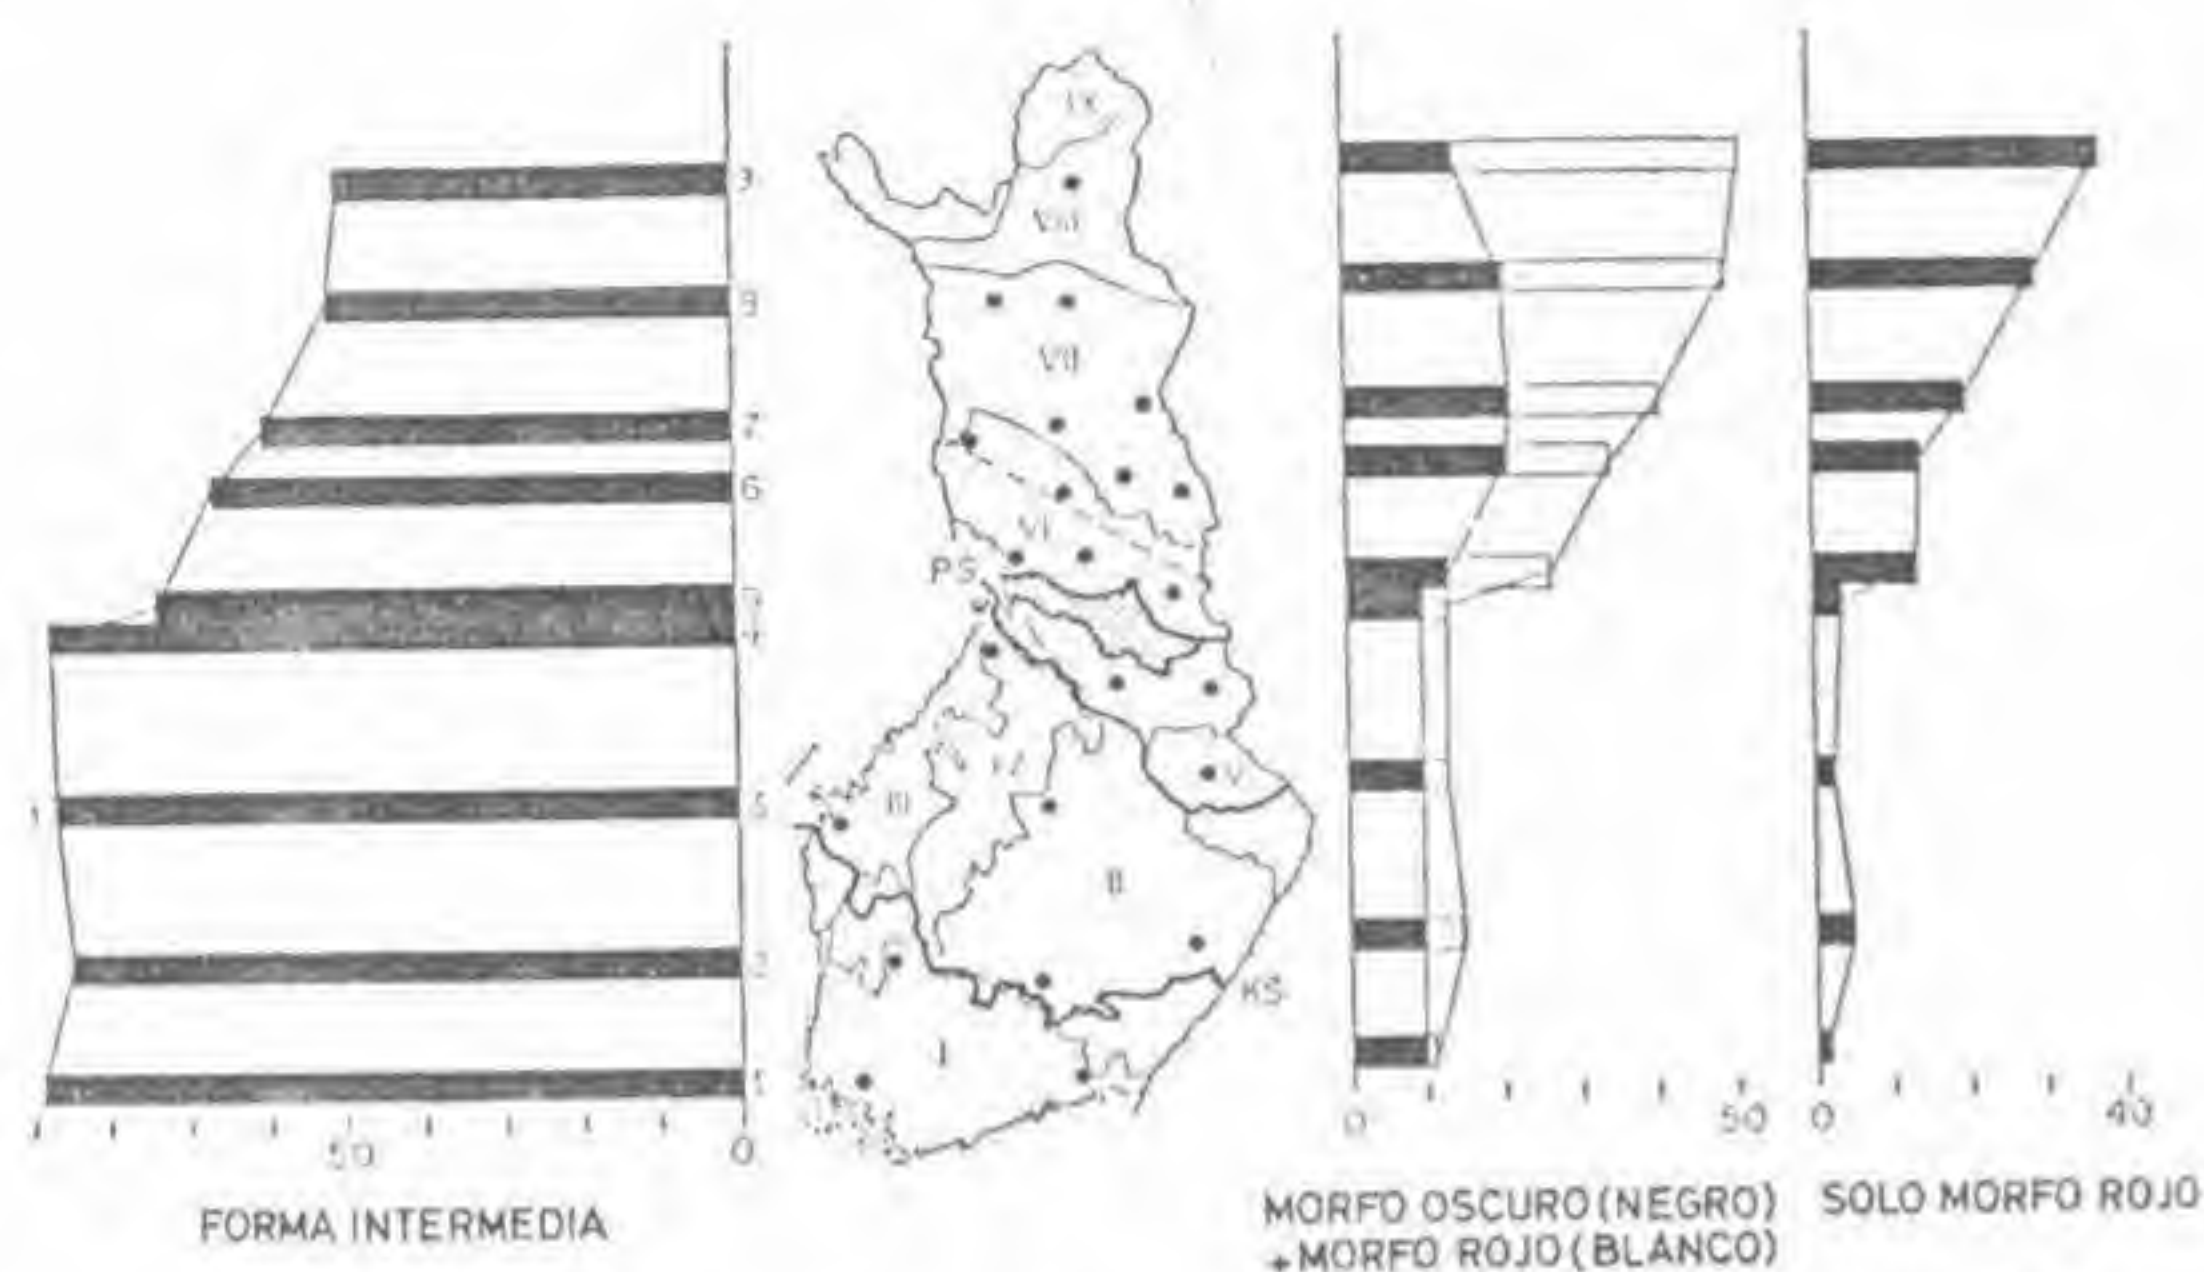 IX
VIII
VII
VI
PS
III
V
II
KS
I
9
8
7
6
5
3
1
50
0
0
50
0
40
FORMA INTERMEDIA
MORFO OSCURO (NEGRO)
+ MORFO ROJO (BLANCO)
SOLO MORFO ROJO